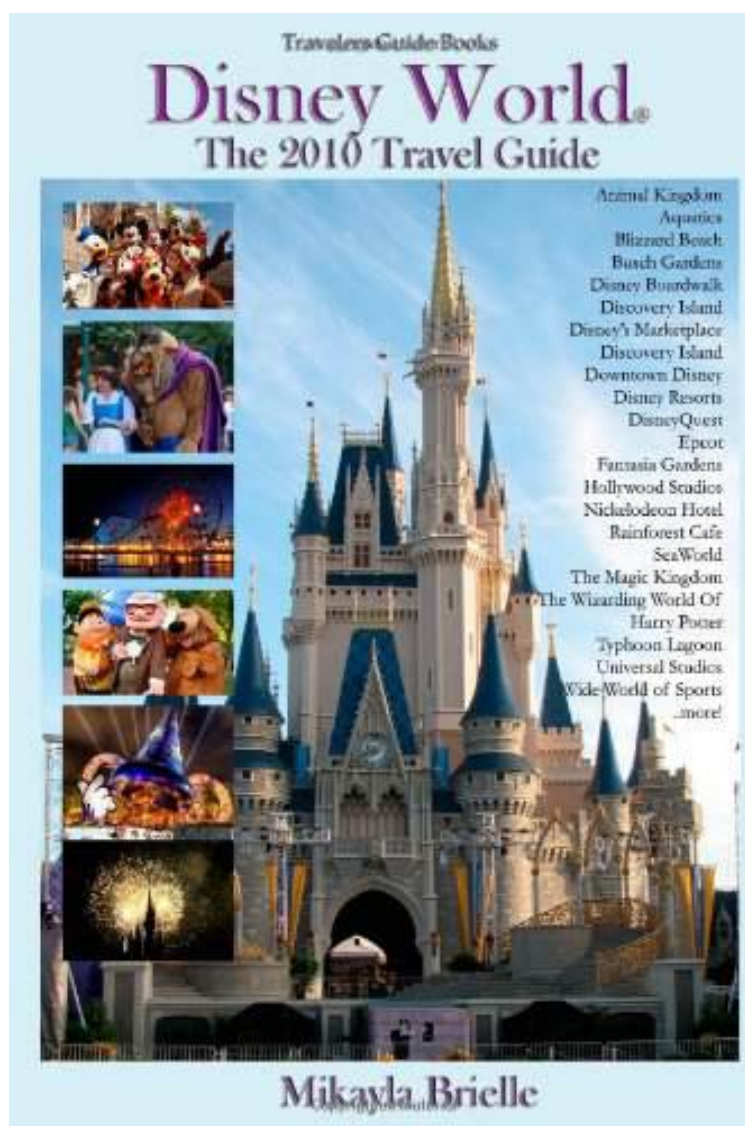 Travelers Guide Books
Disney World®
The 2010 Travel Guide
Animal Kingdom
Aquatica
Blizzard Beach
Busch Gardens
Disney Boardwalk
Discovery Island
Disney's Marketplace
Discovery Island
Downtown Disney
Disney Resorts
DisneyQuest
Epcot
Fantasia Gardens
Hollywood Studios
Nickelodeon Hotel
Rainforest Cafe
SeaWorld
The Magic Kingdom
The Wizarding World Of
Harry Potter
Typhoon Lagoon
Universal Studios
Wide World of Sports
...more!
Mikayla Brielle
Copyrighted Material